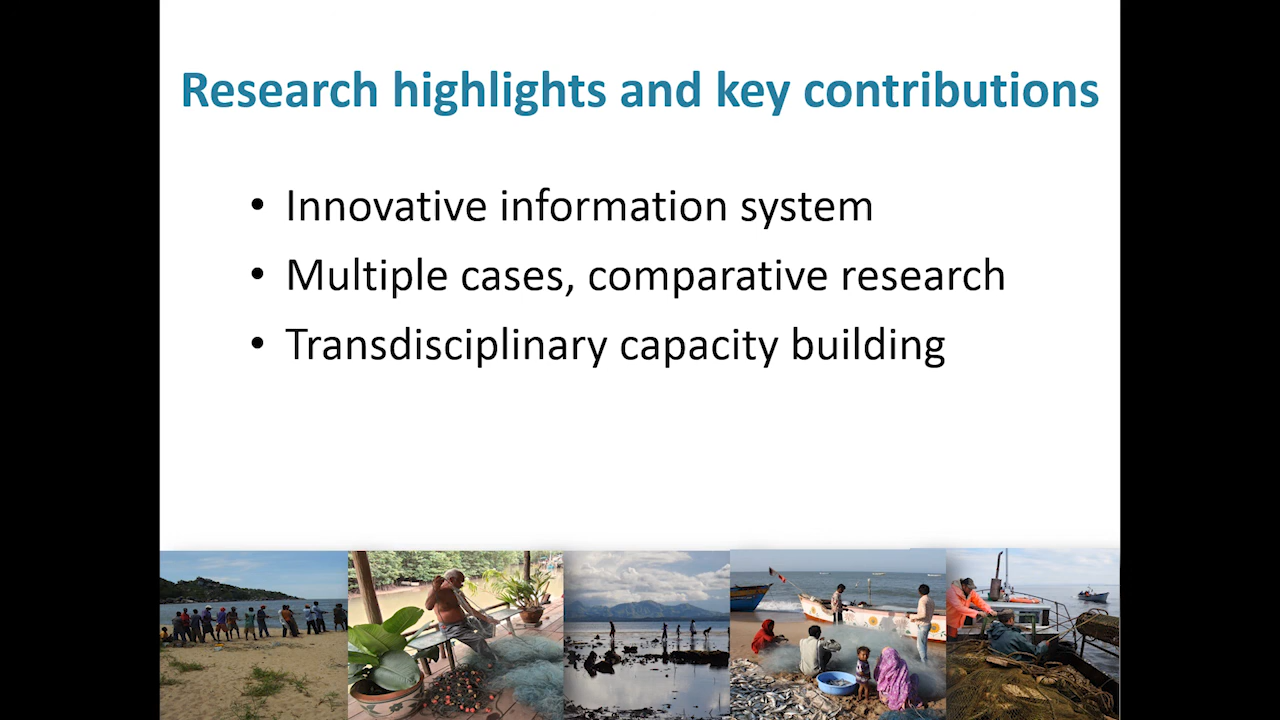 Research highlights and key contributions
• Innovative information system
• Multiple cases, comparative research
• Transdisciplinary capacity building